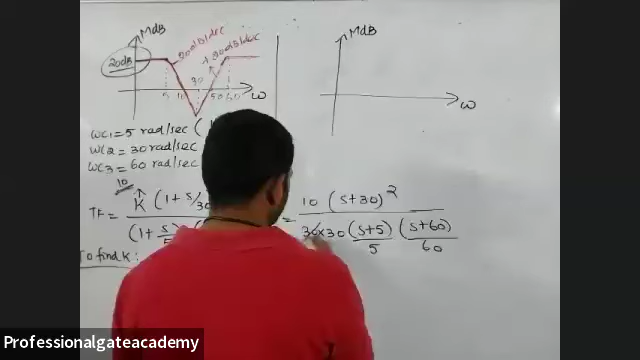 MdB
MdB
20dB
-20dB/dec
+20dB/dec
30
5
10
50
60
ω
ω
ωC1 = 5 rad/sec (
ωC2 = 30 rad/sec
ωC3 = 60 rad/sec
10
TF = K (1 + s/30
(1 + s/5
= 10 (s+30)²
30×30 (s+5)/5 (s+60)/60
To find K:
Professionalgateacademy